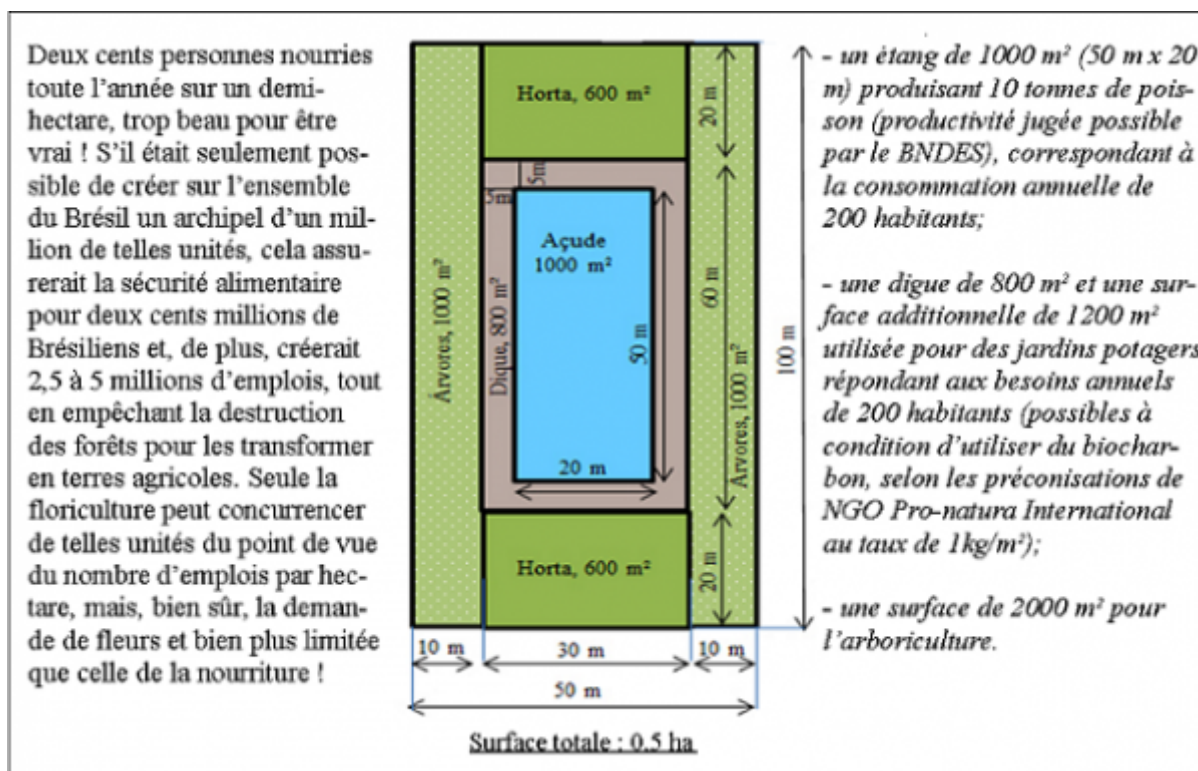 Deux cents personnes nourries
toute l'année sur un demi-
hectare, trop beau pour être
vrai ! S'il était seulement pos-
sible de créer sur l'ensemble
du Brésil un archipel d'un mil-
lion de telles unités, cela assu-
rerait la sécurité alimentaire
pour deux cents millions de
Brésiliens et, de plus, créerait
2,5 à 5 millions d'emplois, tout
en empêchant la destruction
des forêts pour les transformer
en terres agricoles. Seule la
floriculture peut concurrencer
de telles unités du point de vue
du nombre d'emplois par hec-
tare, mais, bien sûr, la deman-
de de fleurs et bien plus limitée
que celle de la nourriture !
Horta, 600 m²
20 m
5m
5m
Açude
1000 m²
Árvores, 1000 m²
Dique, 800 m²
50 m
60 m
Árvores, 1000 m²
100 m
20 m
Horta, 600 m²
20 m
10 m
30 m
10 m
50 m
Surface totale : 0.5 ha
- un étang de 1000 m² (50 m x 20
m) produisant 10 tonnes de pois-
son (productivité jugée possible
par le BNDES), correspondant à
la consommation annuelle de
200 habitants;
- une digue de 800 m² et une sur-
face additionnelle de 1200 m²
utilisée pour des jardins potagers
répondant aux besoins annuels
de 200 habitants (possibles à
condition d'utiliser du biochar-
bon, selon les préconisations de
NGO Pro-natura International
au taux de 1kg/m²);
- une surface de 2000 m² pour
l'arboriculture.